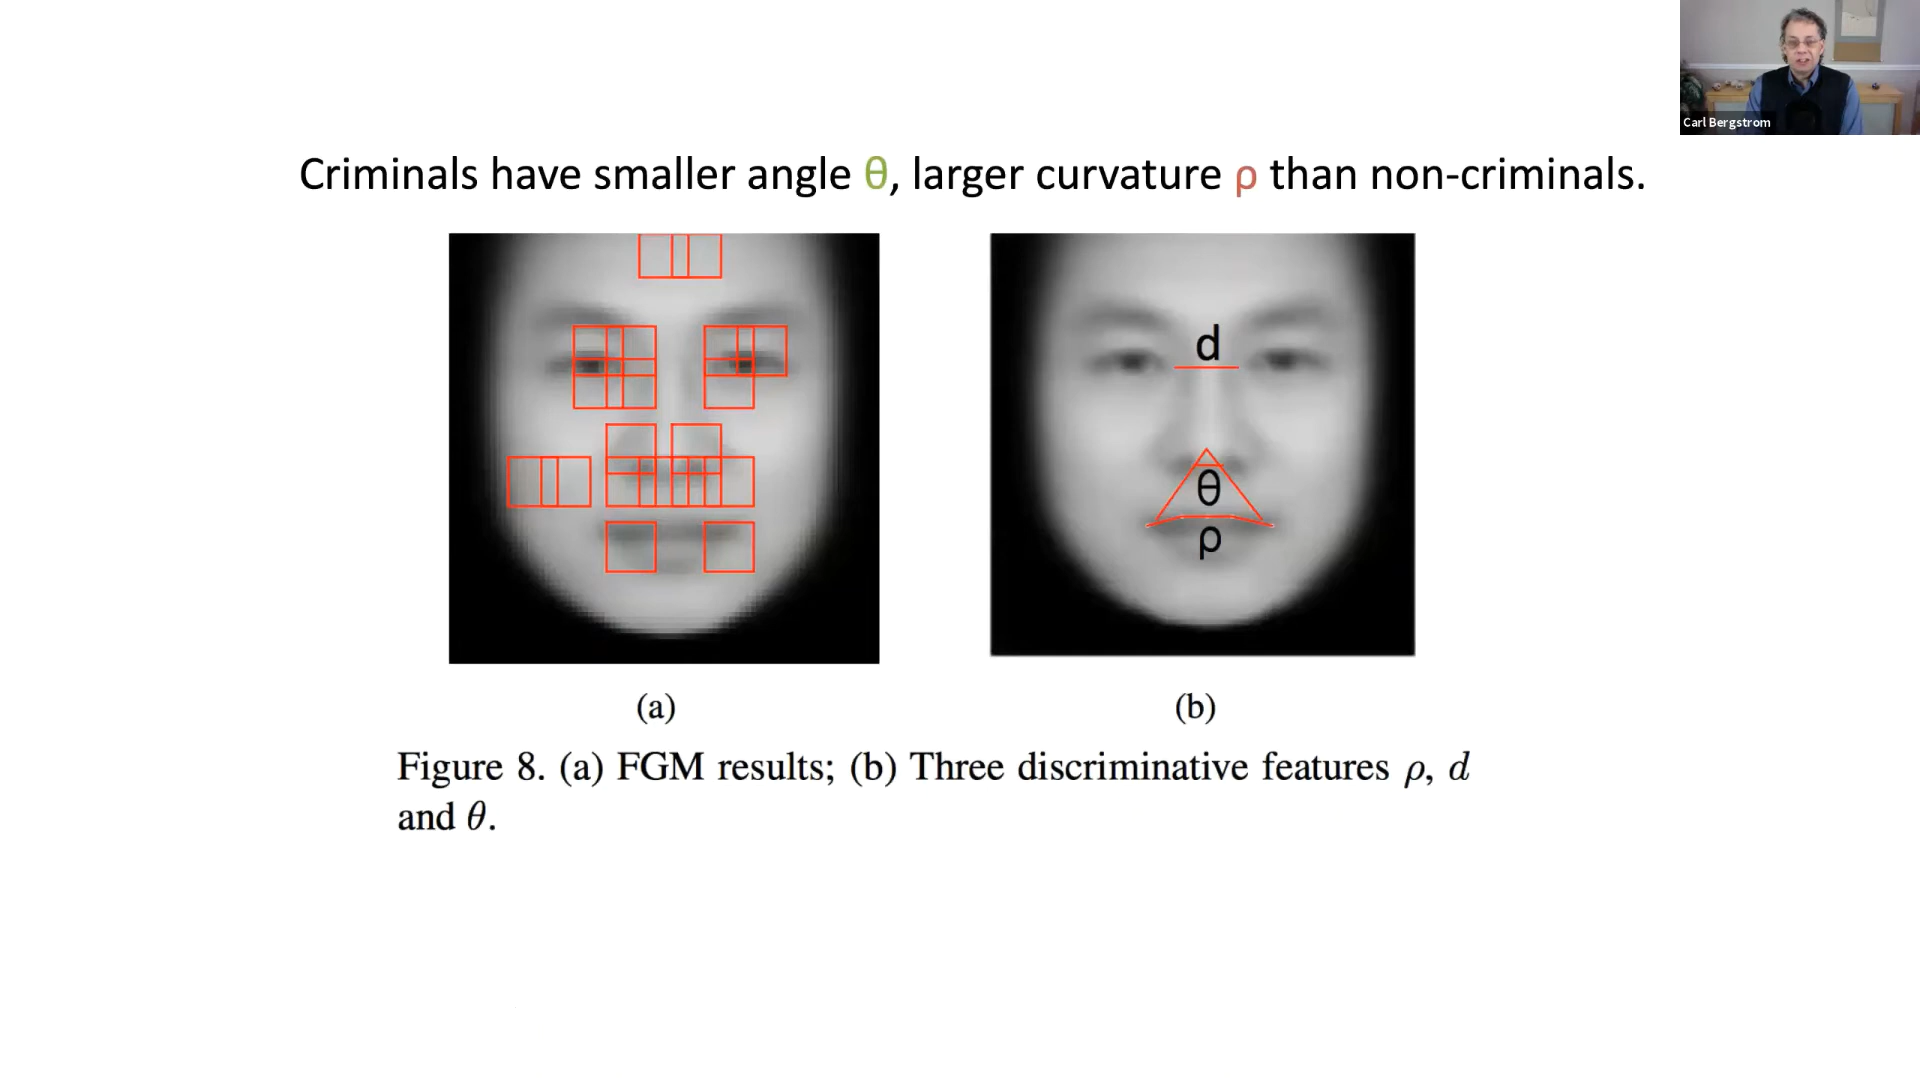 Carl Bergstrom
Criminals have smaller angle θ, larger curvature ρ than non-criminals.
d
θ
ρ
(a)
(b)
Figure 8. (a) FGM results; (b) Three discriminative features ρ, d
and θ.